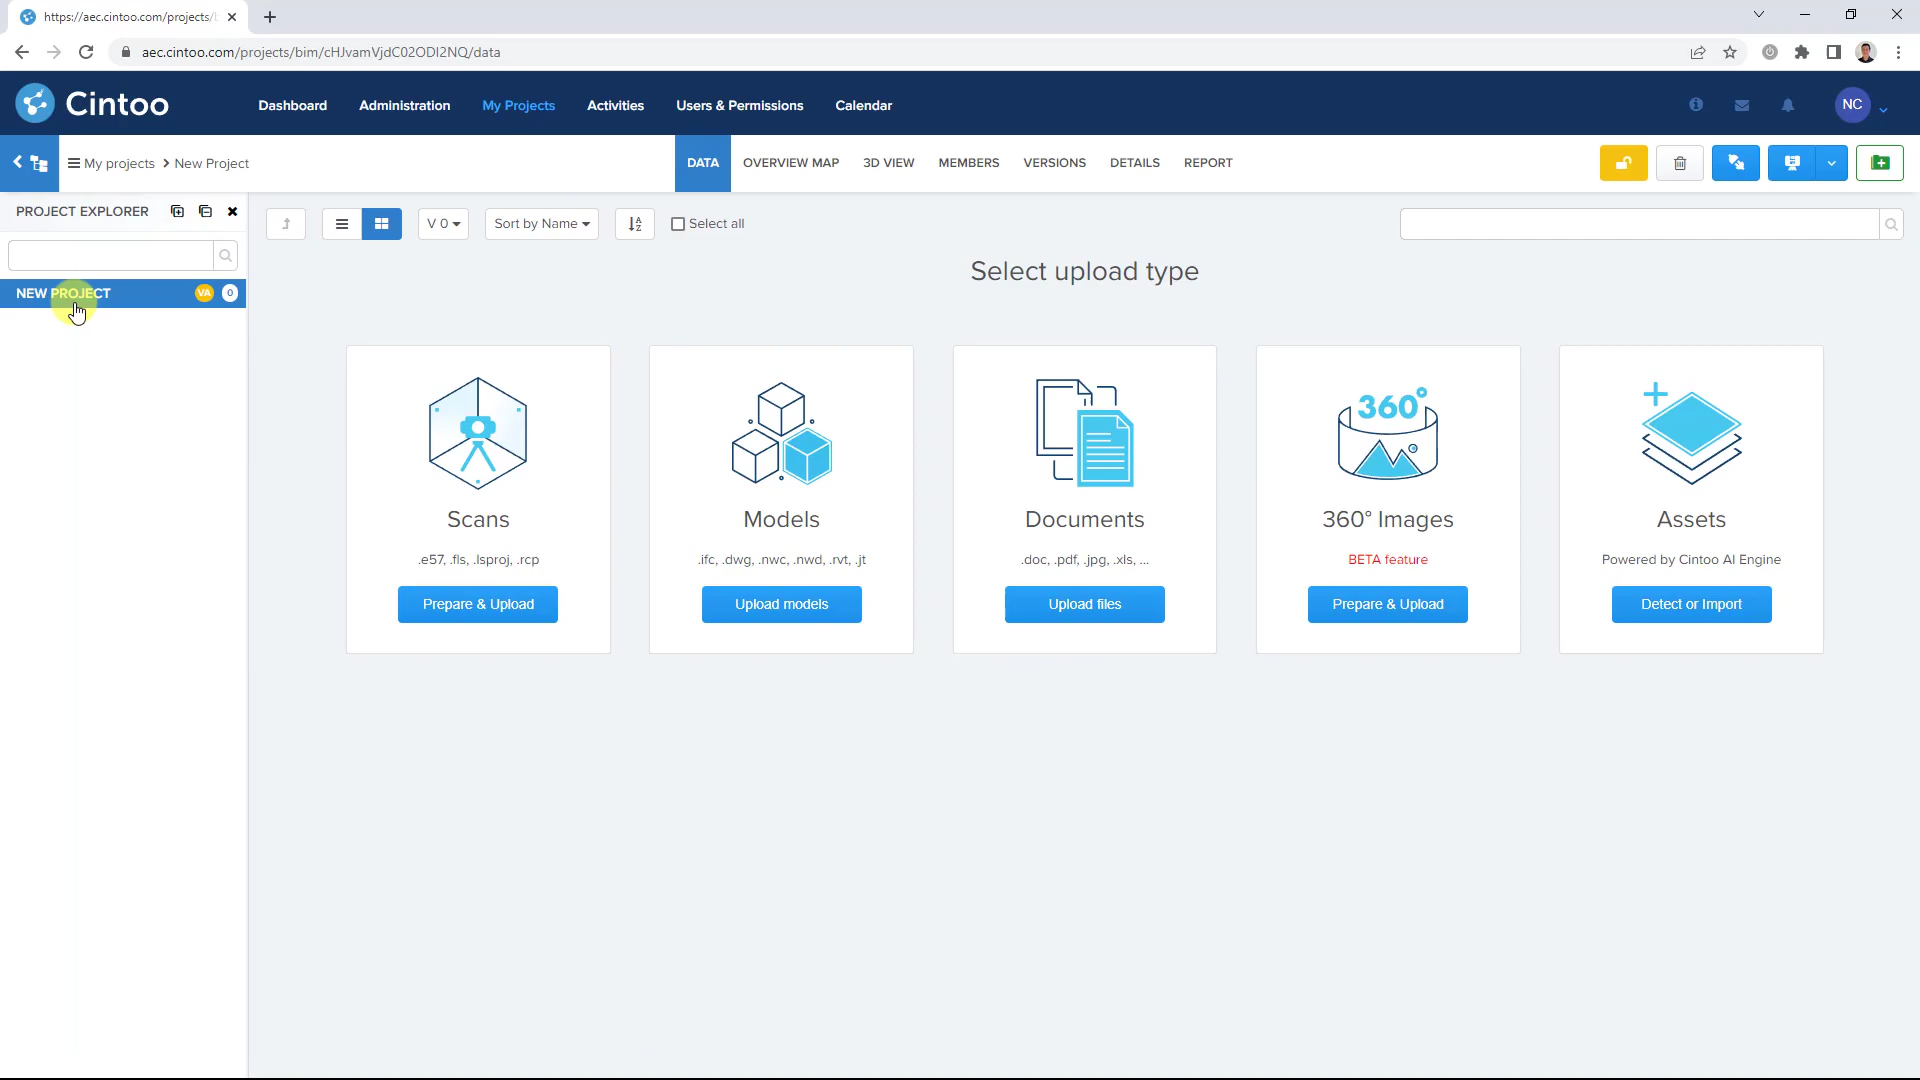 https://aec.cintoo.com/projects/
aec.cintoo.com/projects/bim/cHJvamVjdC02ODI2NQ/data
Cintoo
Dashboard
Administration
My Projects
Activities
Users & Permissions
Calendar
NC
My projects > New Project
DATA
OVERVIEW MAP
3D VIEW
MEMBERS
VERSIONS
DETAILS
REPORT
PROJECT EXPLORER
V 0
Sort by Name
Select all
NEW PROJECT
VA
0
Select upload type
360°
Scans
.e57, .fls, .lsproj, .rcp
Prepare & Upload
Models
.ifc, .dwg, .nwc, .nwd, .rvt, .jt
Upload models
Documents
.doc, .pdf, .jpg, .xls, ...
Upload files
360° Images
BETA feature
Prepare & Upload
Assets
Powered by Cintoo AI Engine
Detect or Import